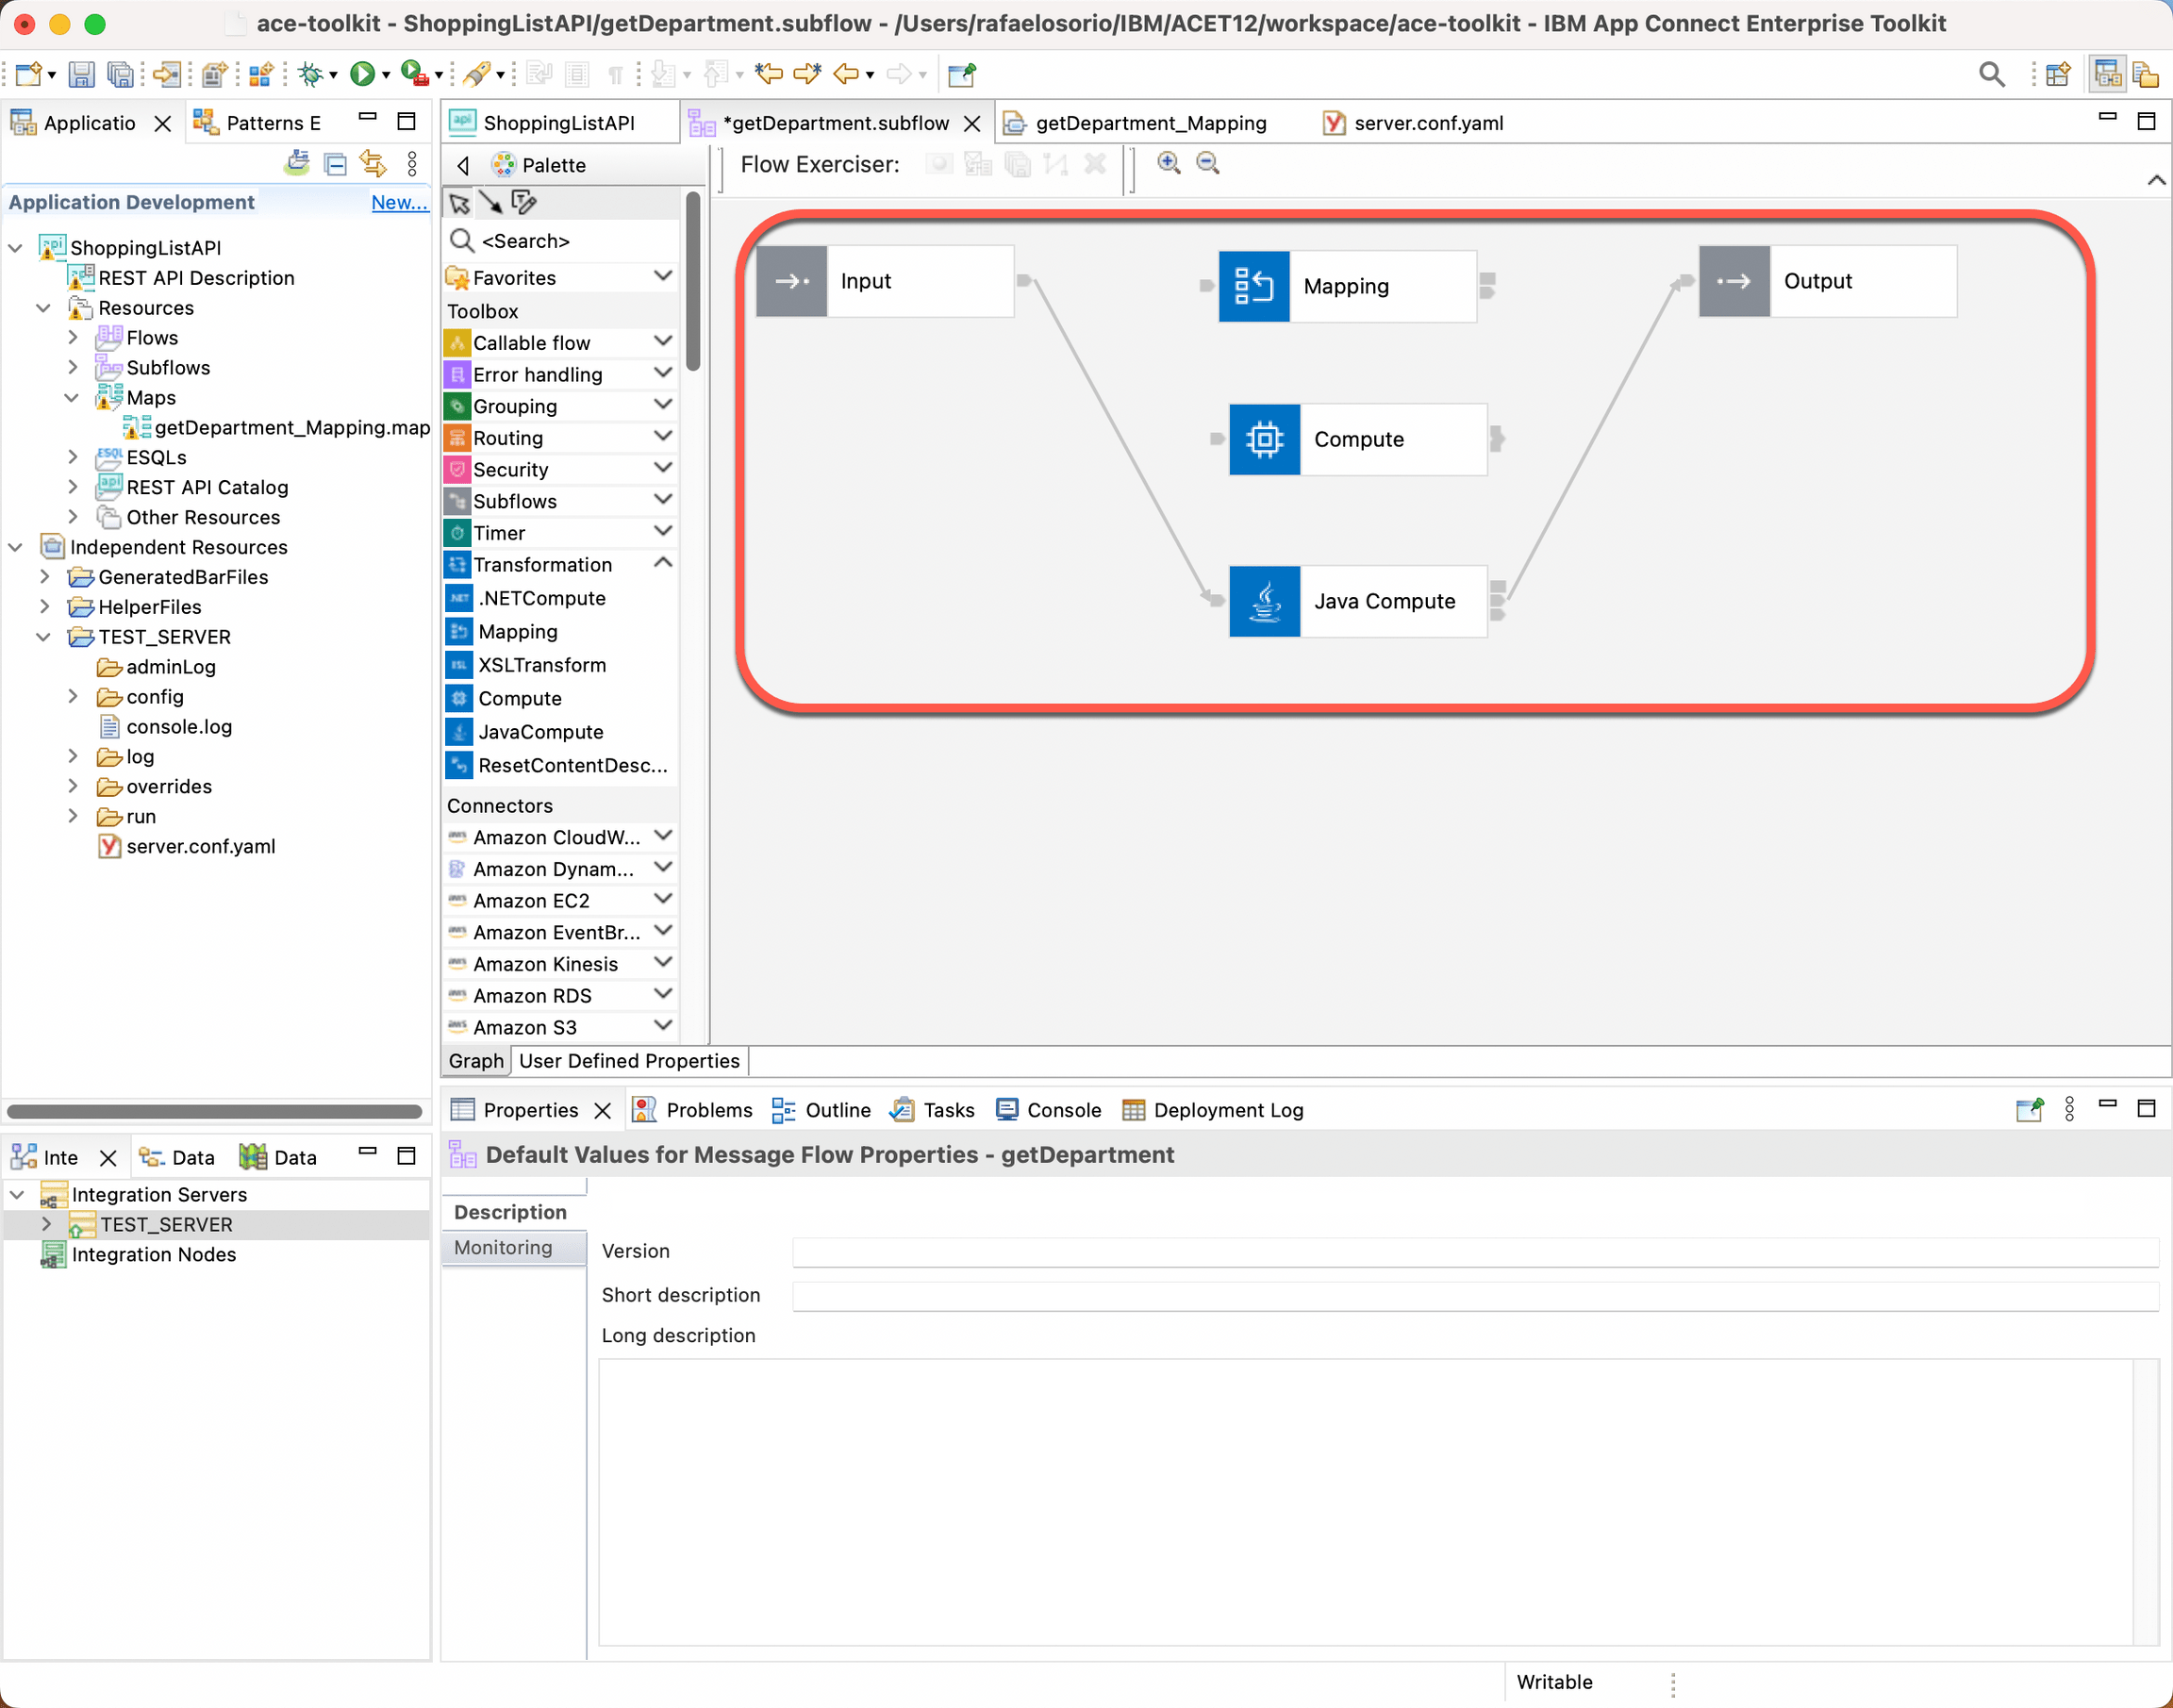 ace-toolkit - ShoppingListAPI/getDepartment.subflow - /Users/rafaelosorio/IBM/ACET12/workspace/ace-toolkit - IBM App Connect Enterprise Toolkit
Applicatio
Patterns E
Application Development
New...
ShoppingListAPI
REST API Description
Resources
Flows
Subflows
Maps
getDepartment_Mapping.map
ESQLs
REST API Catalog
Other Resources
Independent Resources
GeneratedBarFiles
HelperFiles
TEST_SERVER
adminLog
config
console.log
log
overrides
run
server.conf.yaml
Inte
Data
Data
Integration Servers
TEST_SERVER
Integration Nodes
ShoppingListAPI
*getDepartment.subflow
getDepartment_Mapping
server.conf.yaml
Palette
<Search>
Favorites
Toolbox
Callable flow
Error handling
Grouping
Routing
Security
Subflows
Timer
Transformation
.NETCompute
Mapping
XSLTransform
Compute
JavaCompute
ResetContentDesc...
Connectors
Amazon CloudW...
Amazon Dynam...
Amazon EC2
Amazon EventBr...
Amazon Kinesis
Amazon RDS
Amazon S3
Flow Exerciser:
Input
Mapping
Output
Compute
Java Compute
Graph
User Defined Properties
Properties
Problems
Outline
Tasks
Console
Deployment Log
Default Values for Message Flow Properties - getDepartment
Description
Monitoring
Version
Short description
Long description
Writable